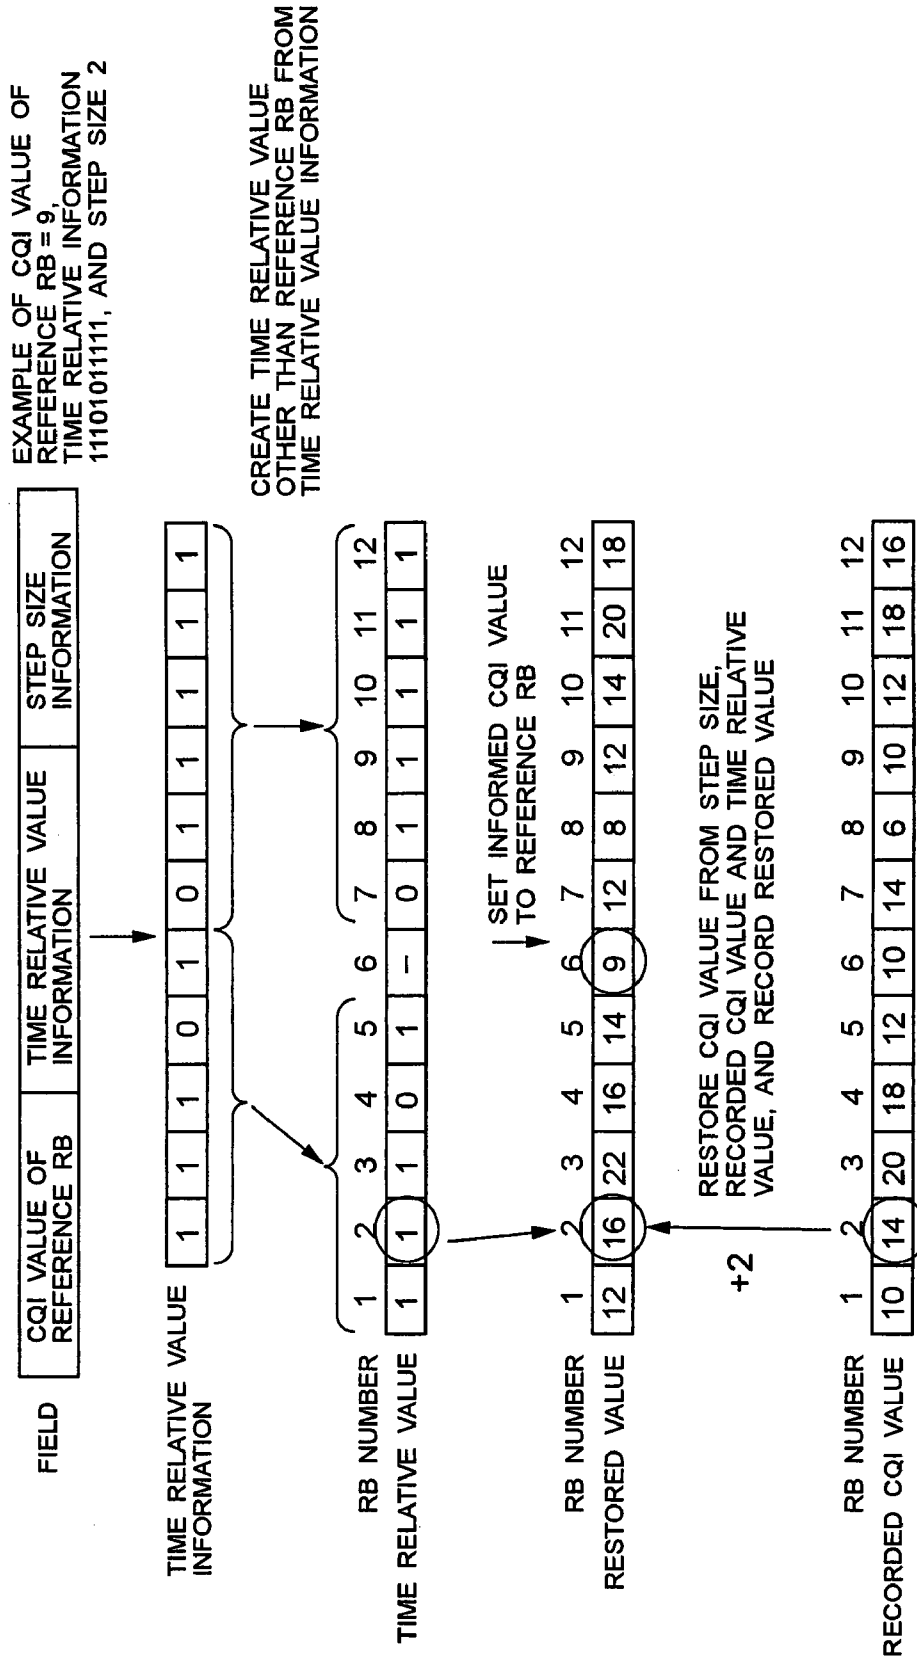 EXAMPLE OF CQI VALUE OF
REFERENCE RB = 9,
TIME RELATIVE INFORMATION
11101011111, AND STEP SIZE 2
FIELD
CQI VALUE OF
REFERENCE RB
TIME RELATIVE VALUE
INFORMATION
STEP SIZE
INFORMATION
TIME RELATIVE VALUE
INFORMATION
1 1 1 0 1 0 1 1 1 1 1
CREATE TIME RELATIVE VALUE
OTHER THAN REFERENCE RB FROM
TIME RELATIVE VALUE INFORMATION
RB NUMBER 1 2 3 4 5 6 7 8 9 10 11 12
TIME RELATIVE VALUE 1 1 1 0 1 – 0 1 1 1 1 1
SET INFORMED CQI VALUE
TO REFERENCE RB
RB NUMBER 1 2 3 4 5 6 7 8 9 10 11 12
RESTORED VALUE 12 16 22 16 14 9 12 8 12 14 20 18
+2
RESTORE CQI VALUE FROM STEP SIZE,
RECORDED CQI VALUE AND TIME RELATIVE
VALUE, AND RECORD RESTORED VALUE
RB NUMBER 1 2 3 4 5 6 7 8 9 10 11 12
RECORDED CQI VALUE 10 14 20 18 12 10 14 6 10 12 18 16